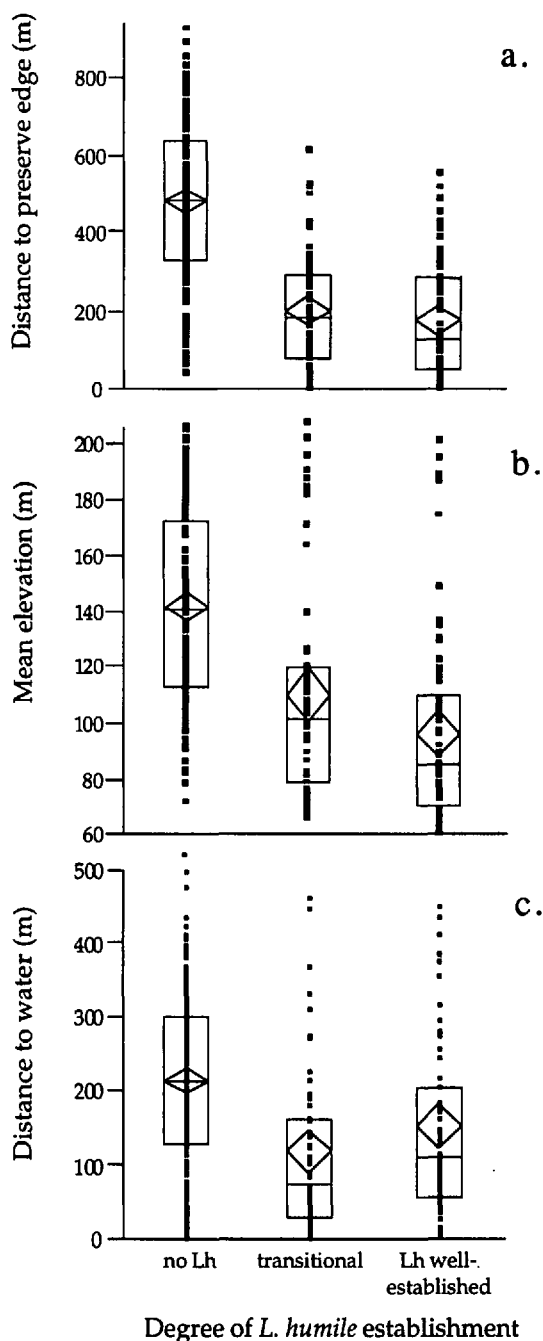 a.
Distance to preserve edge (m)
800
600
400
200
0
b.
Mean elevation (m)
200
180
160
140
120
100
80
60
c.
Distance to water (m)
500
400
300
200
100
0
no Lh transitional Lh well-
established
Degree of L. humile establishment